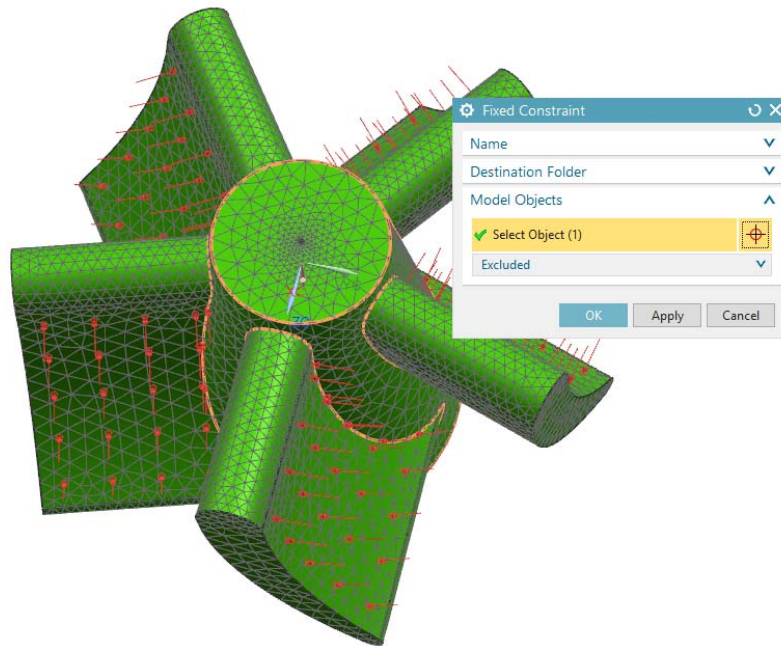 Fixed Constraint
Name
Destination Folder
Model Objects
Select Object (1)
Excluded
OK
Apply
Cancel